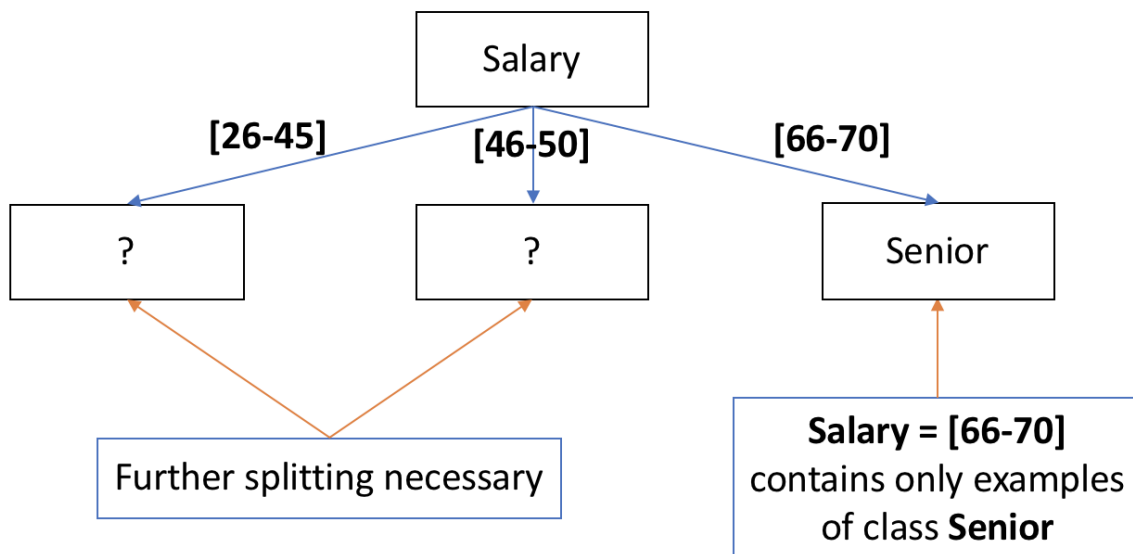 Salary
[26-45]
[46-50]
[66-70]
?
?
Senior
Further splitting necessary
Salary = [66-70]
contains only examples
of class Senior